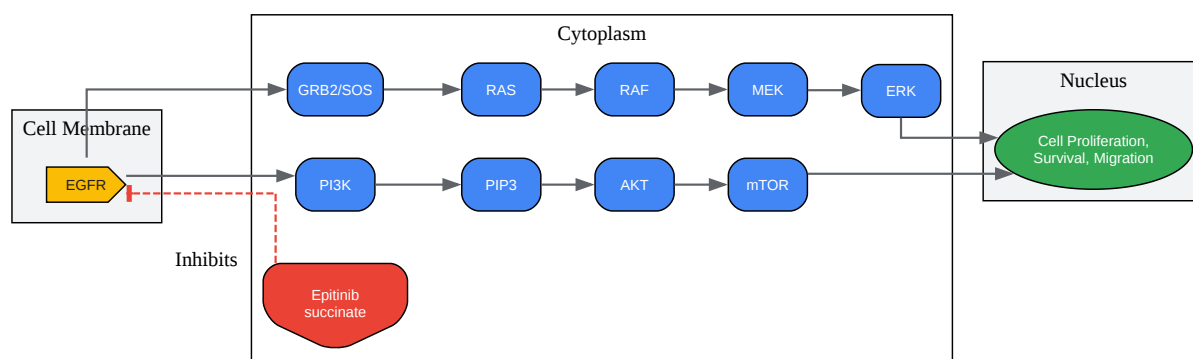 Cytoplasm
Nucleus
Cell Membrane
GRB2/SOS
RAS
RAF
MEK
ERK
Cell Proliferation,
Survival, Migration
EGFR
PI3K
PIP3
AKT
mTOR
Inhibits
Epitinib
succinate